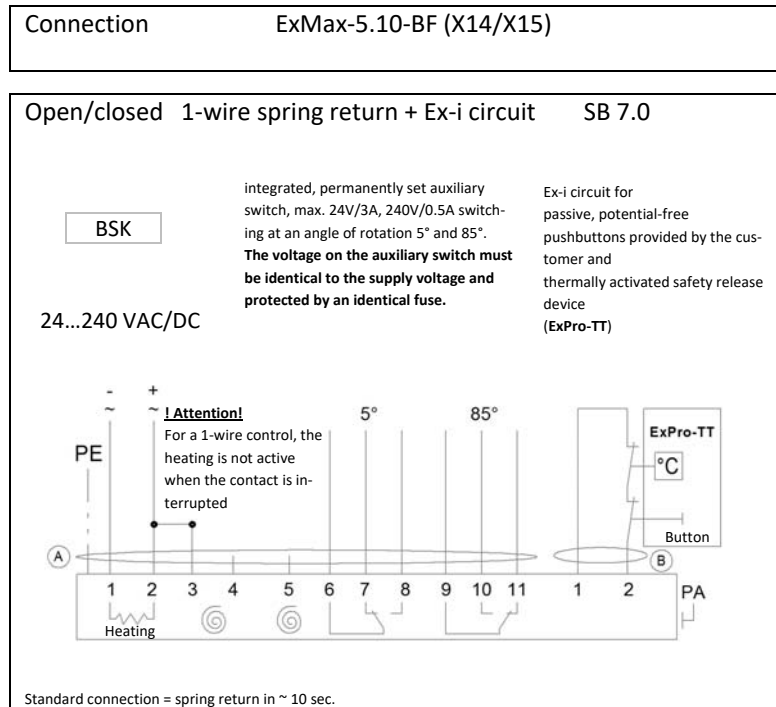 Connection ExMax-5.10-BF (X14/X15)
Open/closed 1-wire spring return + Ex-i circuit SB 7.0
BSK
24...240 VAC/DC
integrated, permanently set auxiliary
switch, max. 24V/3A, 240V/0.5A switch-
ing at an angle of rotation 5° and 85°.
The voltage on the auxiliary switch must
be identical to the supply voltage and
protected by an identical fuse.
Ex-i circuit for
passive, potential-free
pushbuttons provided by the cus-
tomer and
thermally activated safety release
device
(ExPro-TT)
- +
~ ~
! Attention!
For a 1-wire control, the
heating is not active
when the contact is in-
terrupted
PE
5° 85°
ExPro-TT
°C
Button
A
B
1 2 3 4 5 6 7 8 9 10 11 1 2 PA
Heating
Standard connection = spring return in ~ 10 sec.